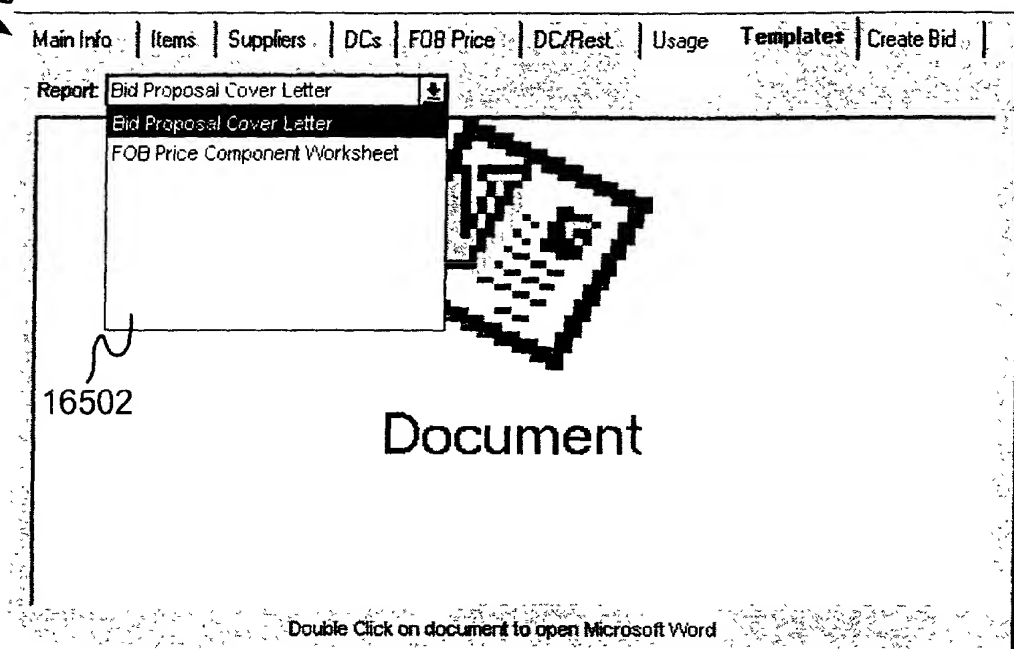 Main Info Items Suppliers DCs FOB Price DC/Rest. Usage Templates Create Bid
Report: Bid Proposal Cover Letter
Bid Proposal Cover Letter
FOB Price Component Worksheet
16502
Document
Double Click on document to open Microsoft Word